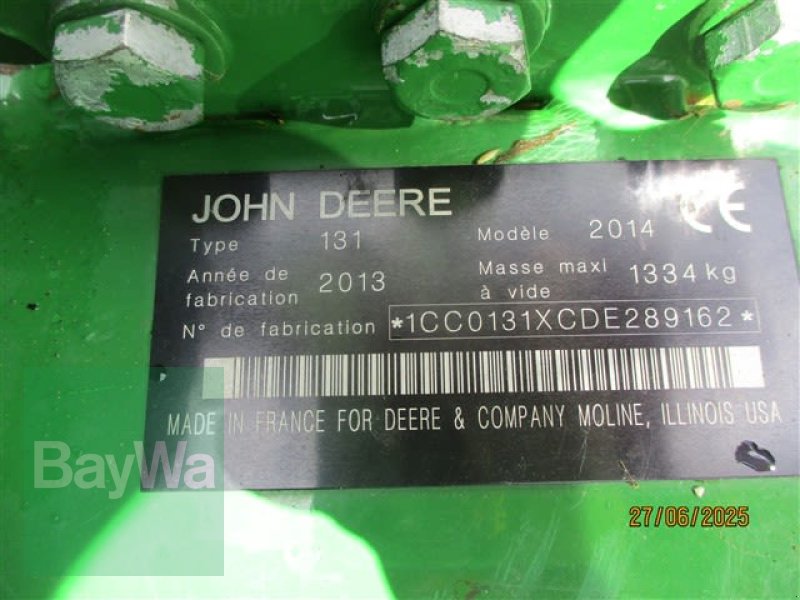 JOHN DEERE
Type 131 Modèle 2014 CE
Année de fabrication 2013 Masse maxi à vide 1334 kg
N° de fabrication *1CC0131XCDE289162*
MADE IN FRANCE FOR DEERE & COMPANY MOLINE, ILLINOIS USA
BayWa
27/06/2025